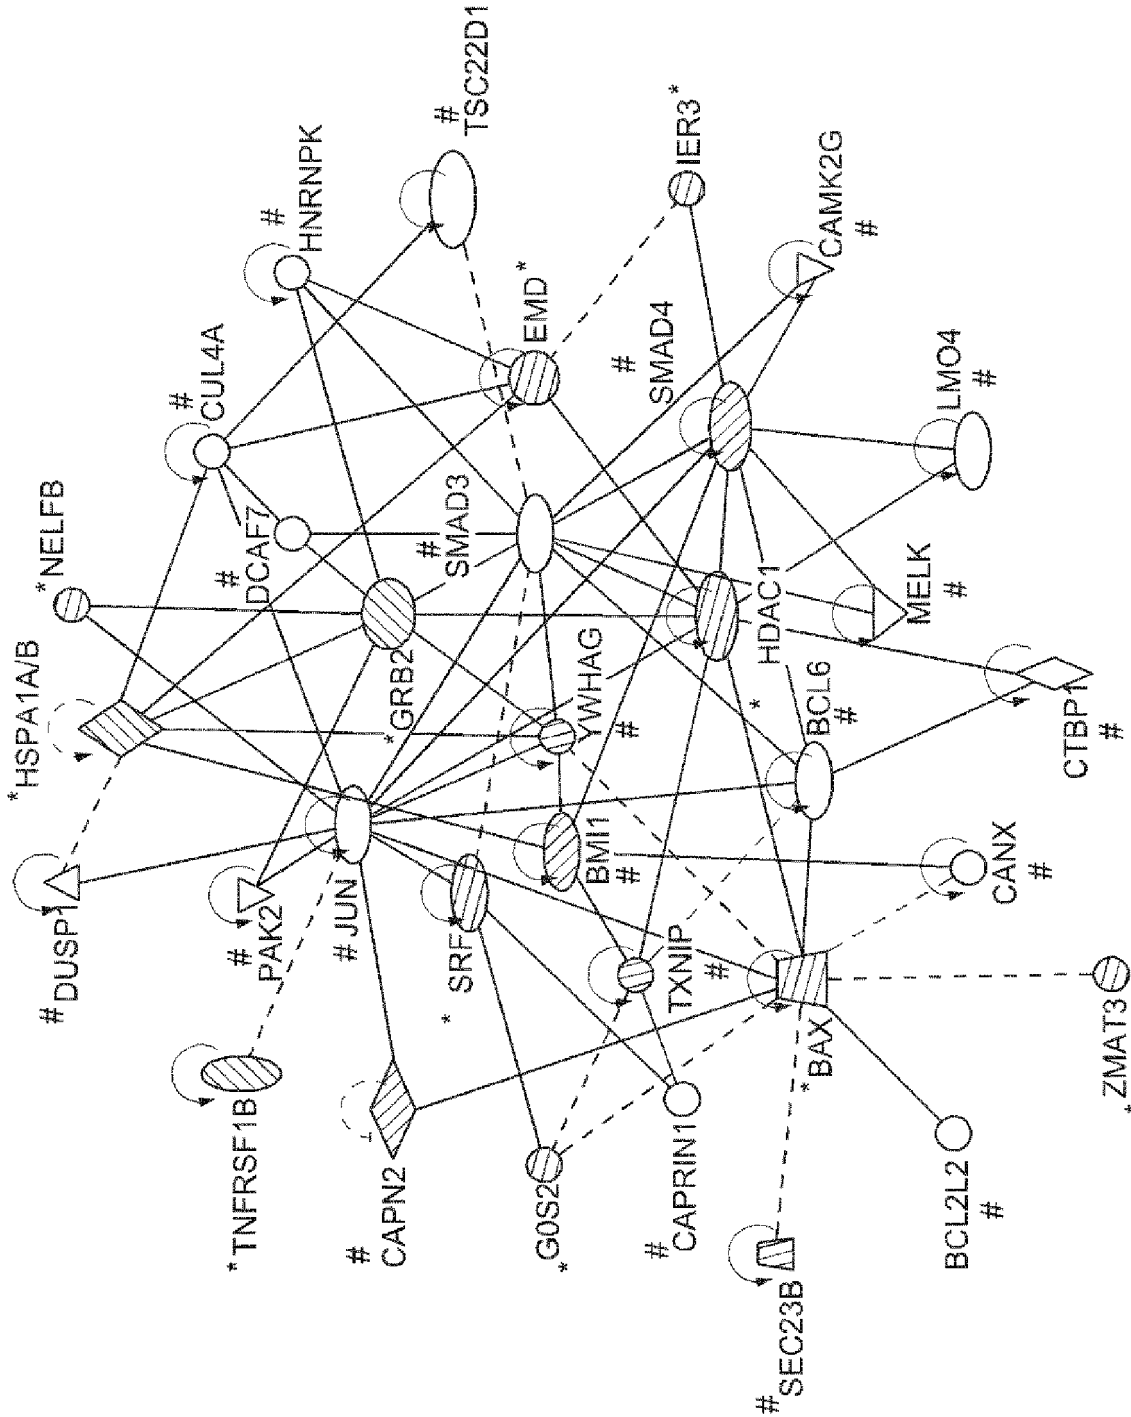 *HSPA1A/B
*NELFB
#
CUL4A
#
HNRNPK
#
TSC22D1
#DUSP1
#
PAK2
*TNFRSF1B
#JUN
*GRB2
#
DCAF7
#
SMAD3
EMD*
IER3*
#
CAPN2
SRF
*
YWHAG
#
BMI1
#
G0S2
*
#
CAPRIN1
TXNIP
#
HDAC1
*
#
SMAD4
CAMK2G
#
BCL6
#
MELK
#
LMO4
#
#
SEC23B
*BAX
BCL2L2
#
CANX
#
CTBP1
#
ZMAT3